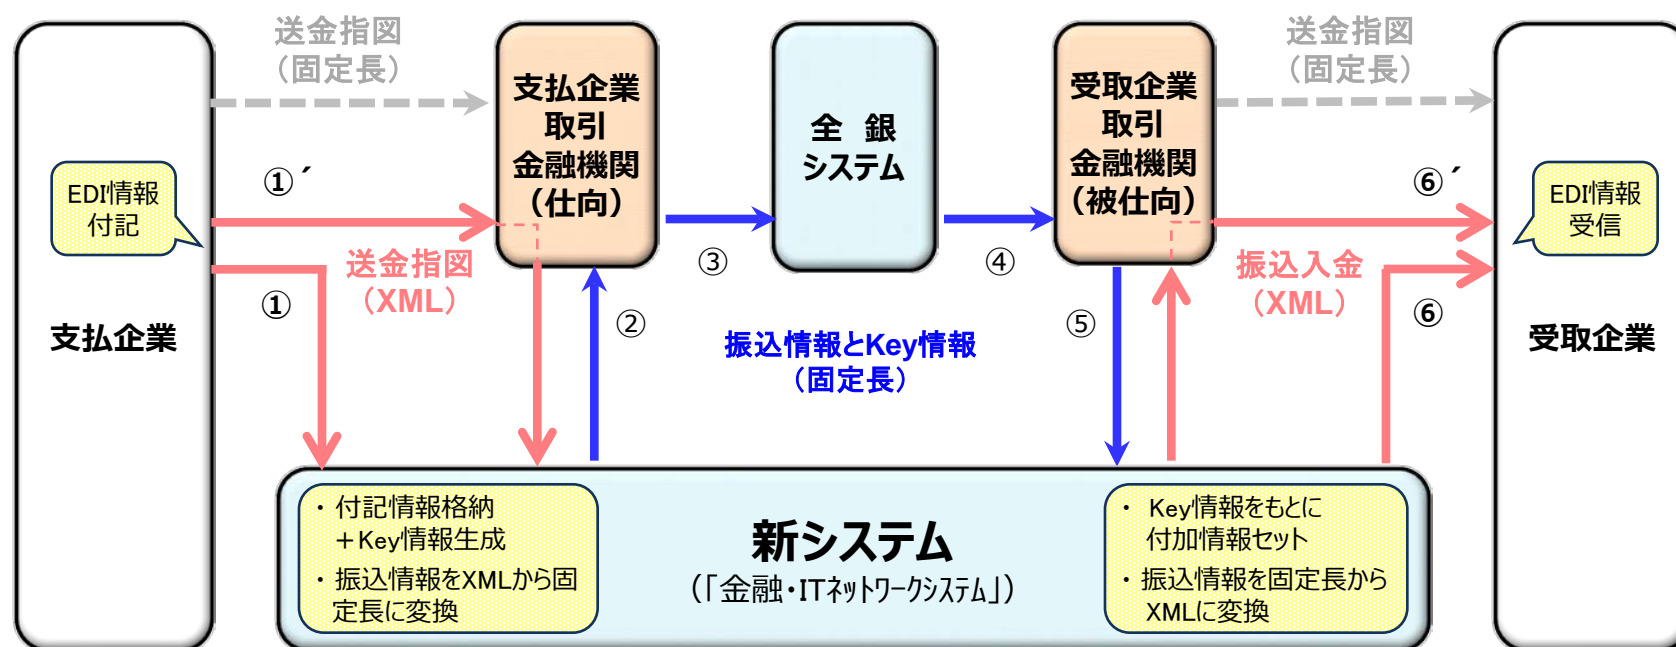 送金指図
（固定長）
支払企業
取引
金融機関
（仕向）
全 銀
システム
受取企業
取引
金融機関
（被仕向）
送金指図
（固定長）
EDI情報
付記
①´
送金指図
（XML）
①
支払企業
②
③
④
⑤
振込情報とKey情報
（固定長）
⑥´
振込入金
（XML）
⑥
EDI情報
受信
受取企業
・ 付記情報格納
＋Key情報生成
・ 振込情報をXMLから固
定長に変換
新システム
（「金融・ITネットワークシステム」）
・ Key情報をもとに
付加情報セット
・ 振込情報を固定長から
XMLに変換